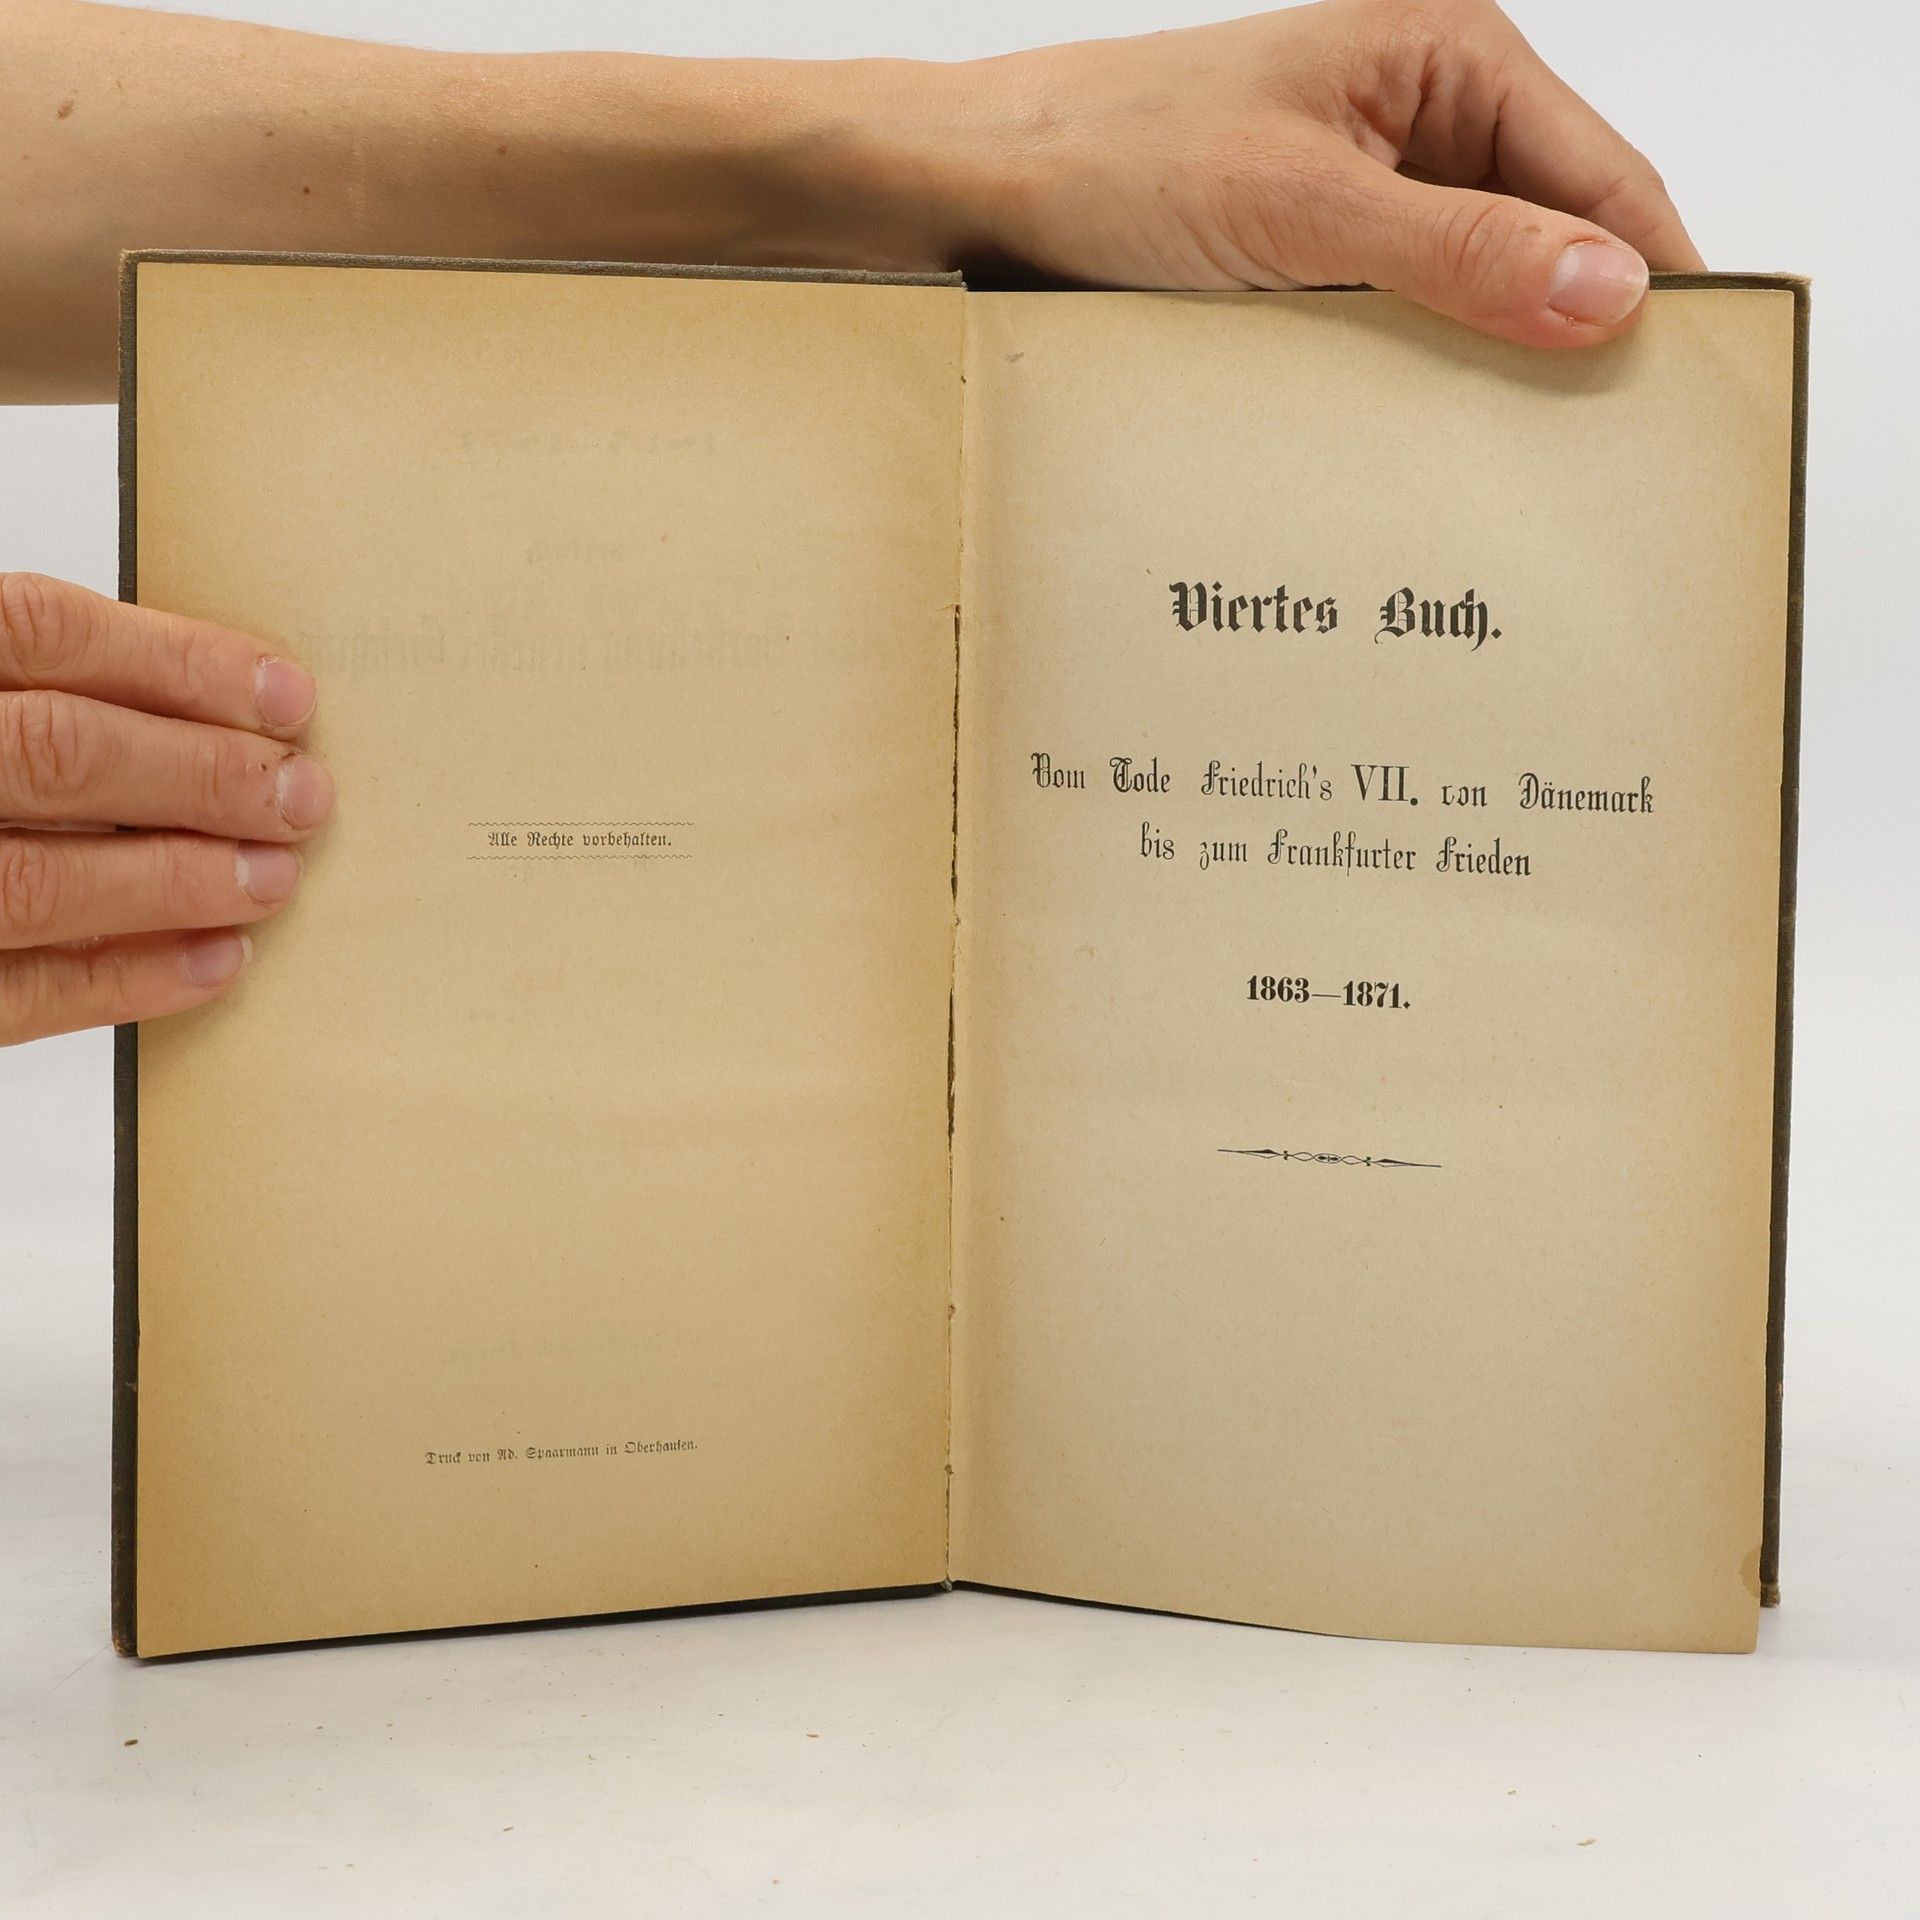 Alle Rechte vorbehalten.
Druck von Ad. Spaarmann in Oberhausen.
Viertes Buch.
Vom Tode Friedrich's VII. von Dänemark
bis zum Frankfurter Frieden
1863—1871.